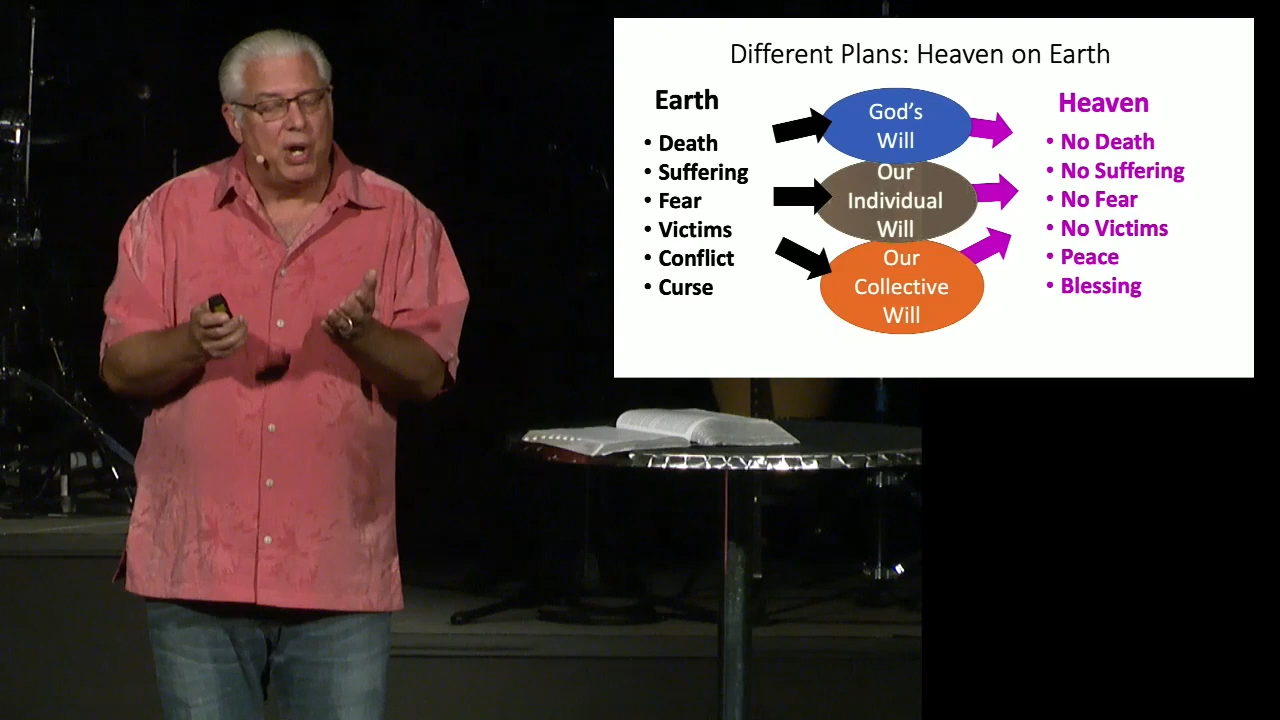 Different Plans: Heaven on Earth
Earth
• Death
• Suffering
• Fear
• Victims
• Conflict
• Curse
God's
Will
Our
Individual
Will
Our
Collective
Will
Heaven
• No Death
• No Suffering
• No Fear
• No Victims
• Peace
• Blessing